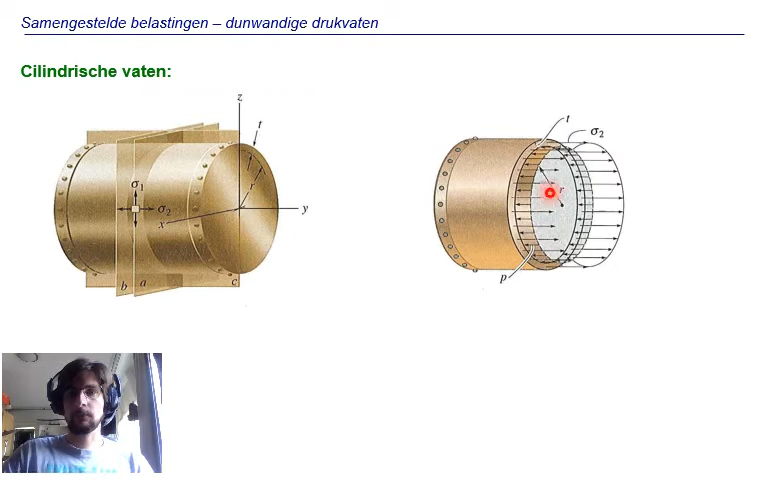 Samengestelde belastingen – dunwandige drukvaten
Cilindrische vaten:
z
t
r
σ1
σ2
x
y
b
a
c
t
σ2
r
p